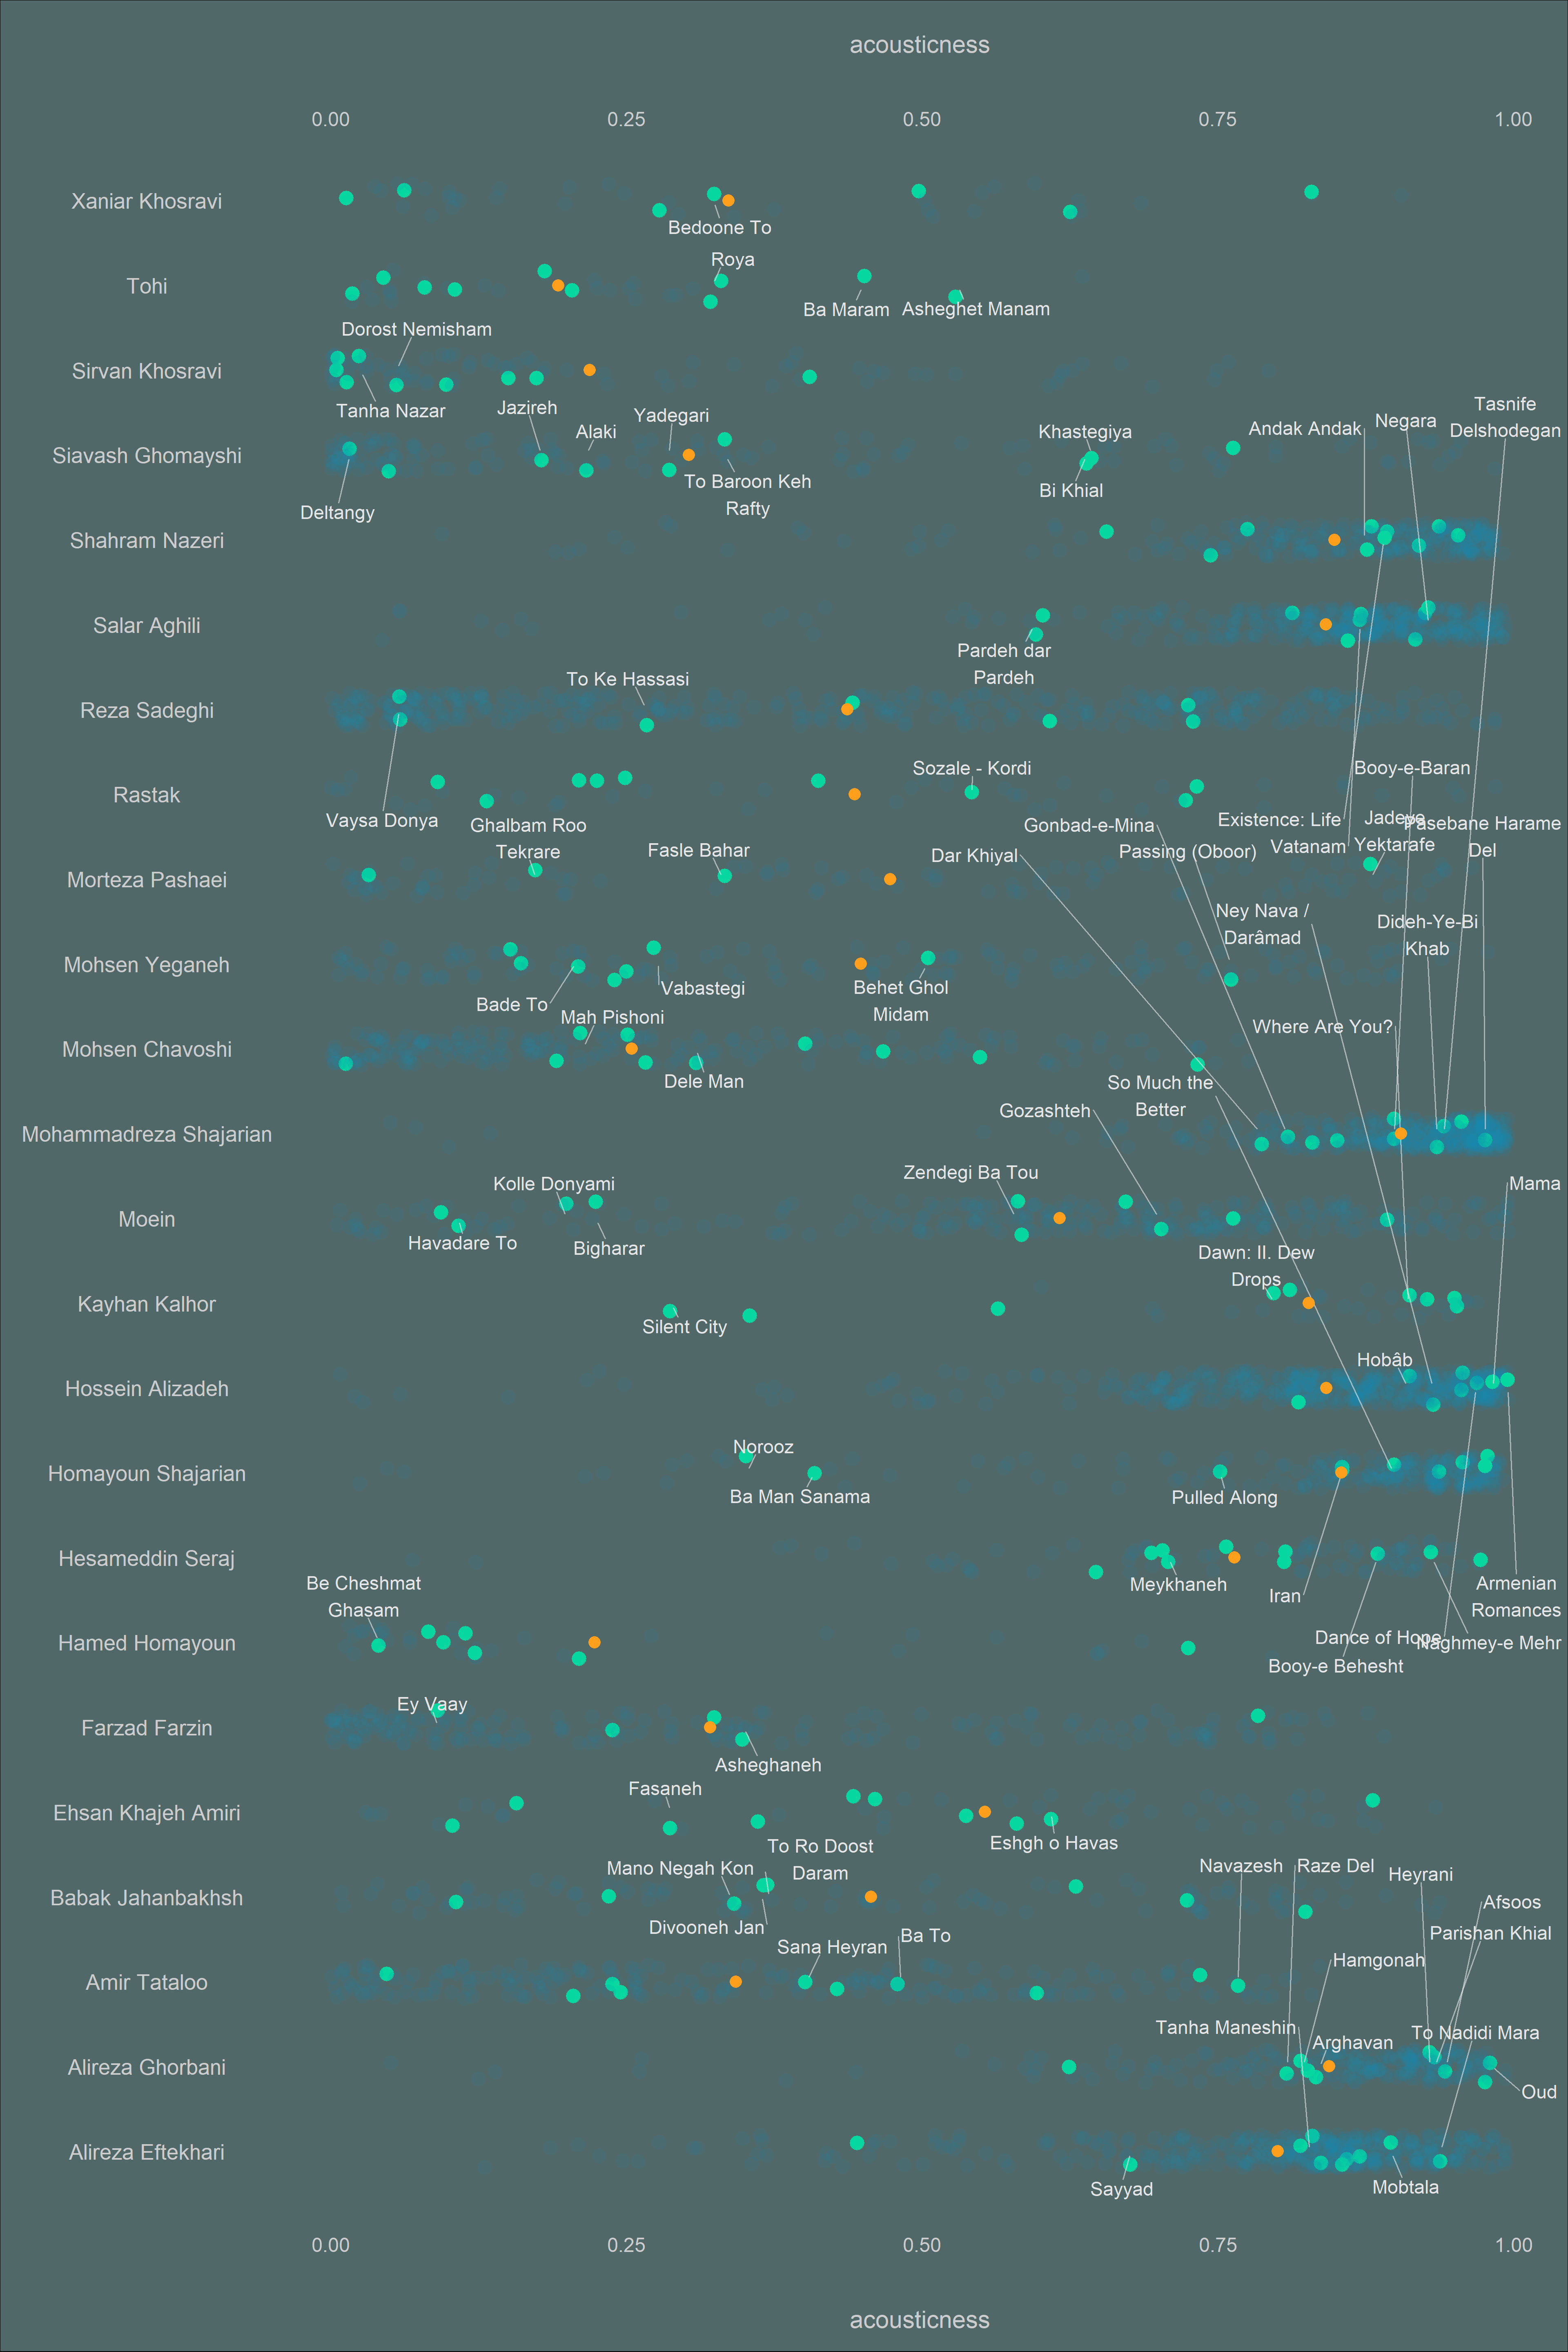 acousticness
0.00 0.25 0.50 0.75 1.00
Xaniar Khosravi
Bedoone To
Roya
Tohi
Ba Maram
Asheghet Manam
Dorost Nemisham
Sirvan Khosravi
Tanha Nazar
Jazireh
Yadegari
Alaki
Khastegiya
Andak Andak
Negara
Tasnife
Delshodegan
Siavash Ghomayshi
To Baroon Keh
Rafty
Bi Khial
Deltangy
Shahram Nazeri
Salar Aghili
Pardeh dar
Pardeh
To Ke Hassasi
Reza Sadeghi
Sozale - Kordi
Booy-e-Baran
Rastak
Vaysa Donya
Ghalbam Roo
Tekrare
Fasle Bahar
Dar Khiyal
Gonbad-e-Mina
Passing (Oboor)
Existence: Life
Vatanam
Jadeye
Yektarafe
Pasebane Harame
Del
Morteza Pashaei
Ney Nava /
Darâmad
Dideh-Ye-Bi
Khab
Mohsen Yeganeh
Bade To
Vabastegi
Behet Ghol
Midam
Mah Pishoni
Where Are You?
Mohsen Chavoshi
Dele Man
So Much the
Better
Gozashteh
Mohammadreza Shajarian
Zendegi Ba Tou
Kolle Donyami
Mama
Moein
Havadare To
Bigharar
Dawn: II. Dew
Drops
Kayhan Kalhor
Silent City
Hobâb
Hossein Alizadeh
Norooz
Homayoun Shajarian
Ba Man Sanama
Pulled Along
Hesameddin Seraj
Meykhaneh
Iran
Armenian
Romances
Be Cheshmat
Ghasam
Hamed Homayoun
Dance of Hope
Naghmey-e Mehr
Booy-e Behesht
Ey Vaay
Farzad Farzin
Asheghaneh
Fasaneh
Ehsan Khajeh Amiri
Eshgh o Havas
To Ro Doost
Daram
Mano Negah Kon
Navazesh
Raze Del
Heyrani
Babak Jahanbakhsh
Divooneh Jan
Afsoos
Sana Heyran
Ba To
Parishan Khial
Hamgonah
Amir Tataloo
Tanha Maneshin
Arghavan
To Nadidi Mara
Alireza Ghorbani
Oud
Alireza Eftekhari
Sayyad
Mobtala
0.00 0.25 0.50 0.75 1.00
acousticness